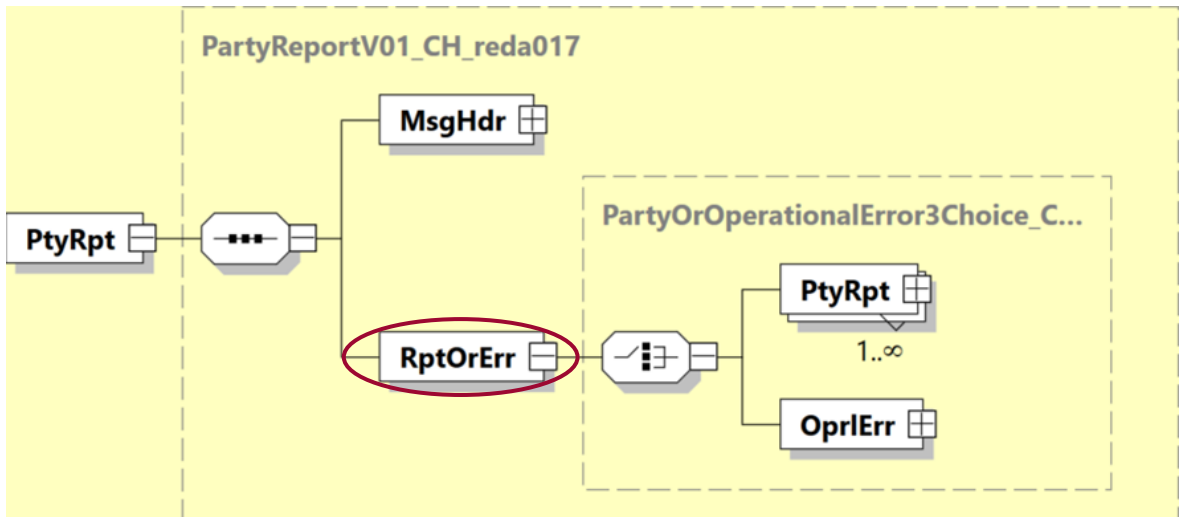 PartyReportV01_CH_reda017
MsgHdr
PtyRpt
PartyOrOperationalError3Choice_C...
PtyRpt
1..∞
RptOrErr
OprlErr